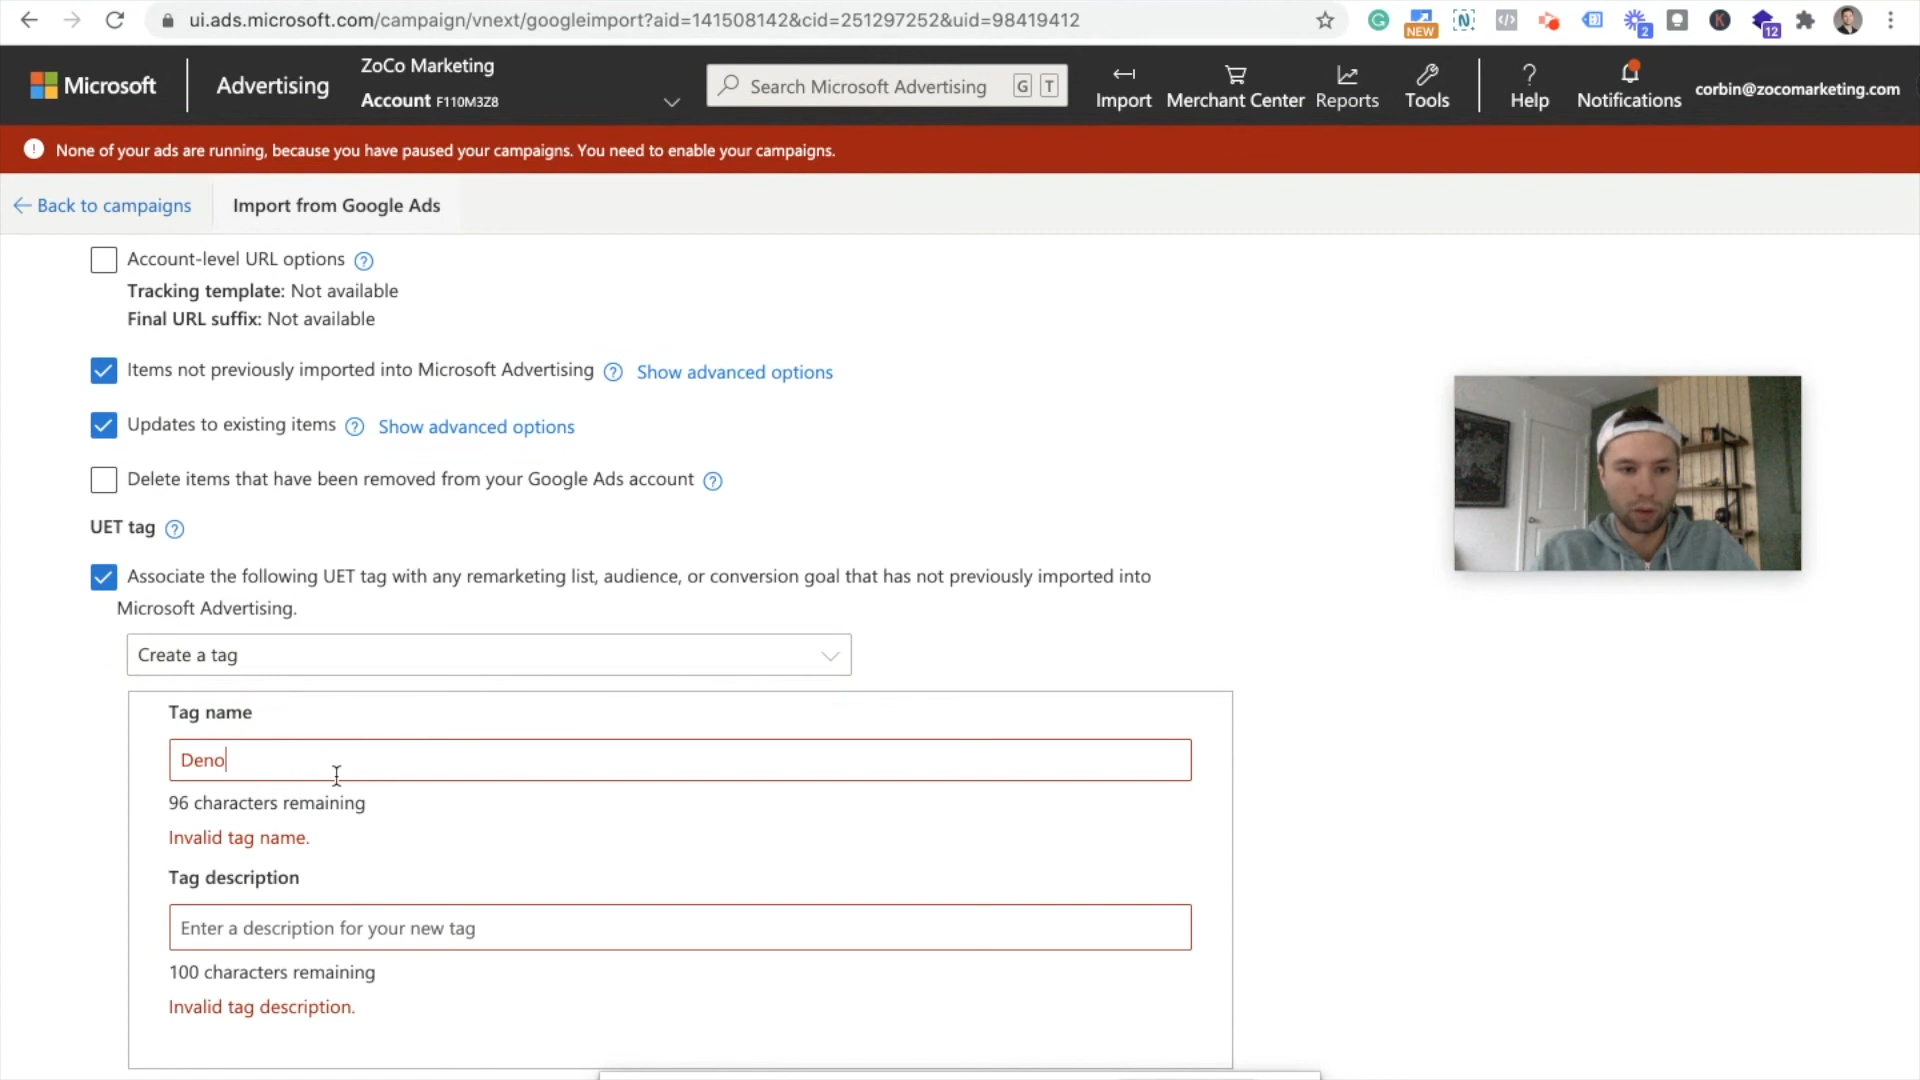 ui.ads.microsoft.com/campaign/vnext/googleimport?aid=141508142&cid=251297252&uid=98419412
NEW
2
K
12
Microsoft
Advertising
ZoCo Marketing
Account F110M3Z8
Search Microsoft Advertising G T
Import
Merchant Center
Reports
Tools
Help
Notifications
corbin@zocomarketing.com
None of your ads are running, because you have paused your campaigns. You need to enable your campaigns.
Back to campaigns
Import from Google Ads
Account-level URL options
Tracking template: Not available
Final URL suffix: Not available
Items not previously imported into Microsoft Advertising Show advanced options
Updates to existing items Show advanced options
Delete items that have been removed from your Google Ads account
UET tag
Associate the following UET tag with any remarketing list, audience, or conversion goal that has not previously imported into
Microsoft Advertising.
Create a tag
Tag name
Deno
96 characters remaining
Invalid tag name.
Tag description
Enter a description for your new tag
100 characters remaining
Invalid tag description.